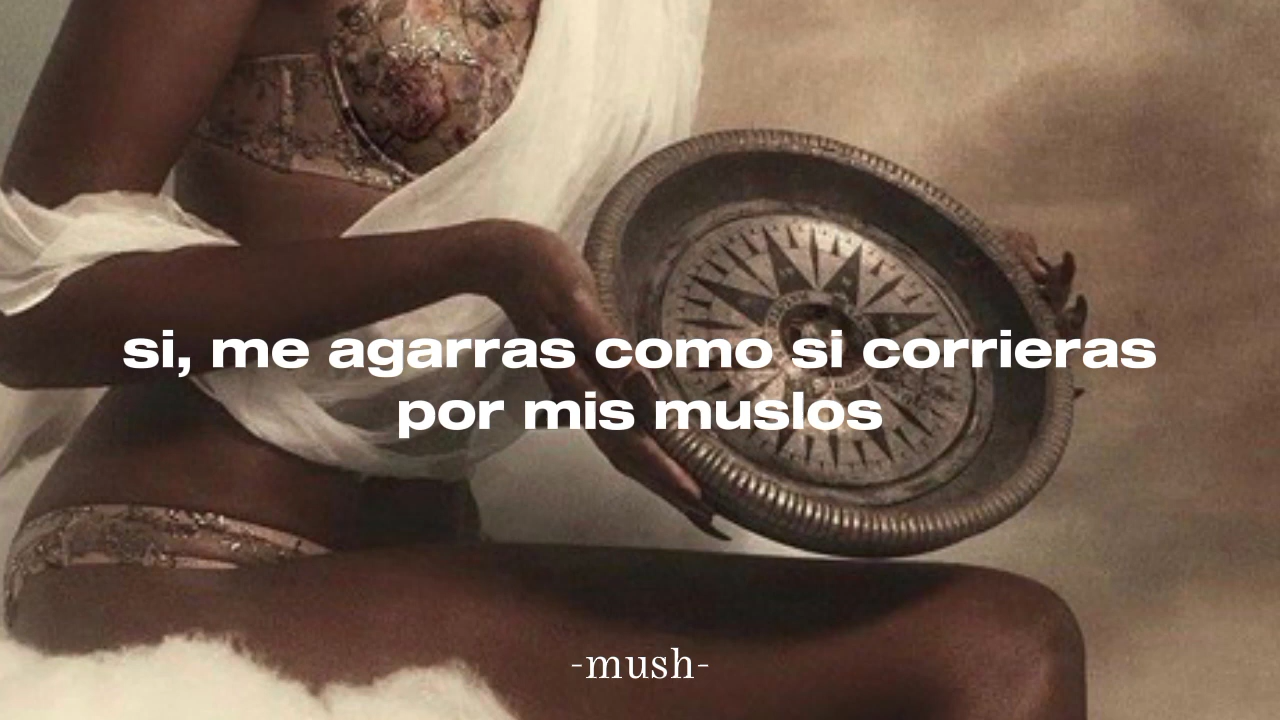 si, me agarras como si corrieras
por mis muslos
-mush-